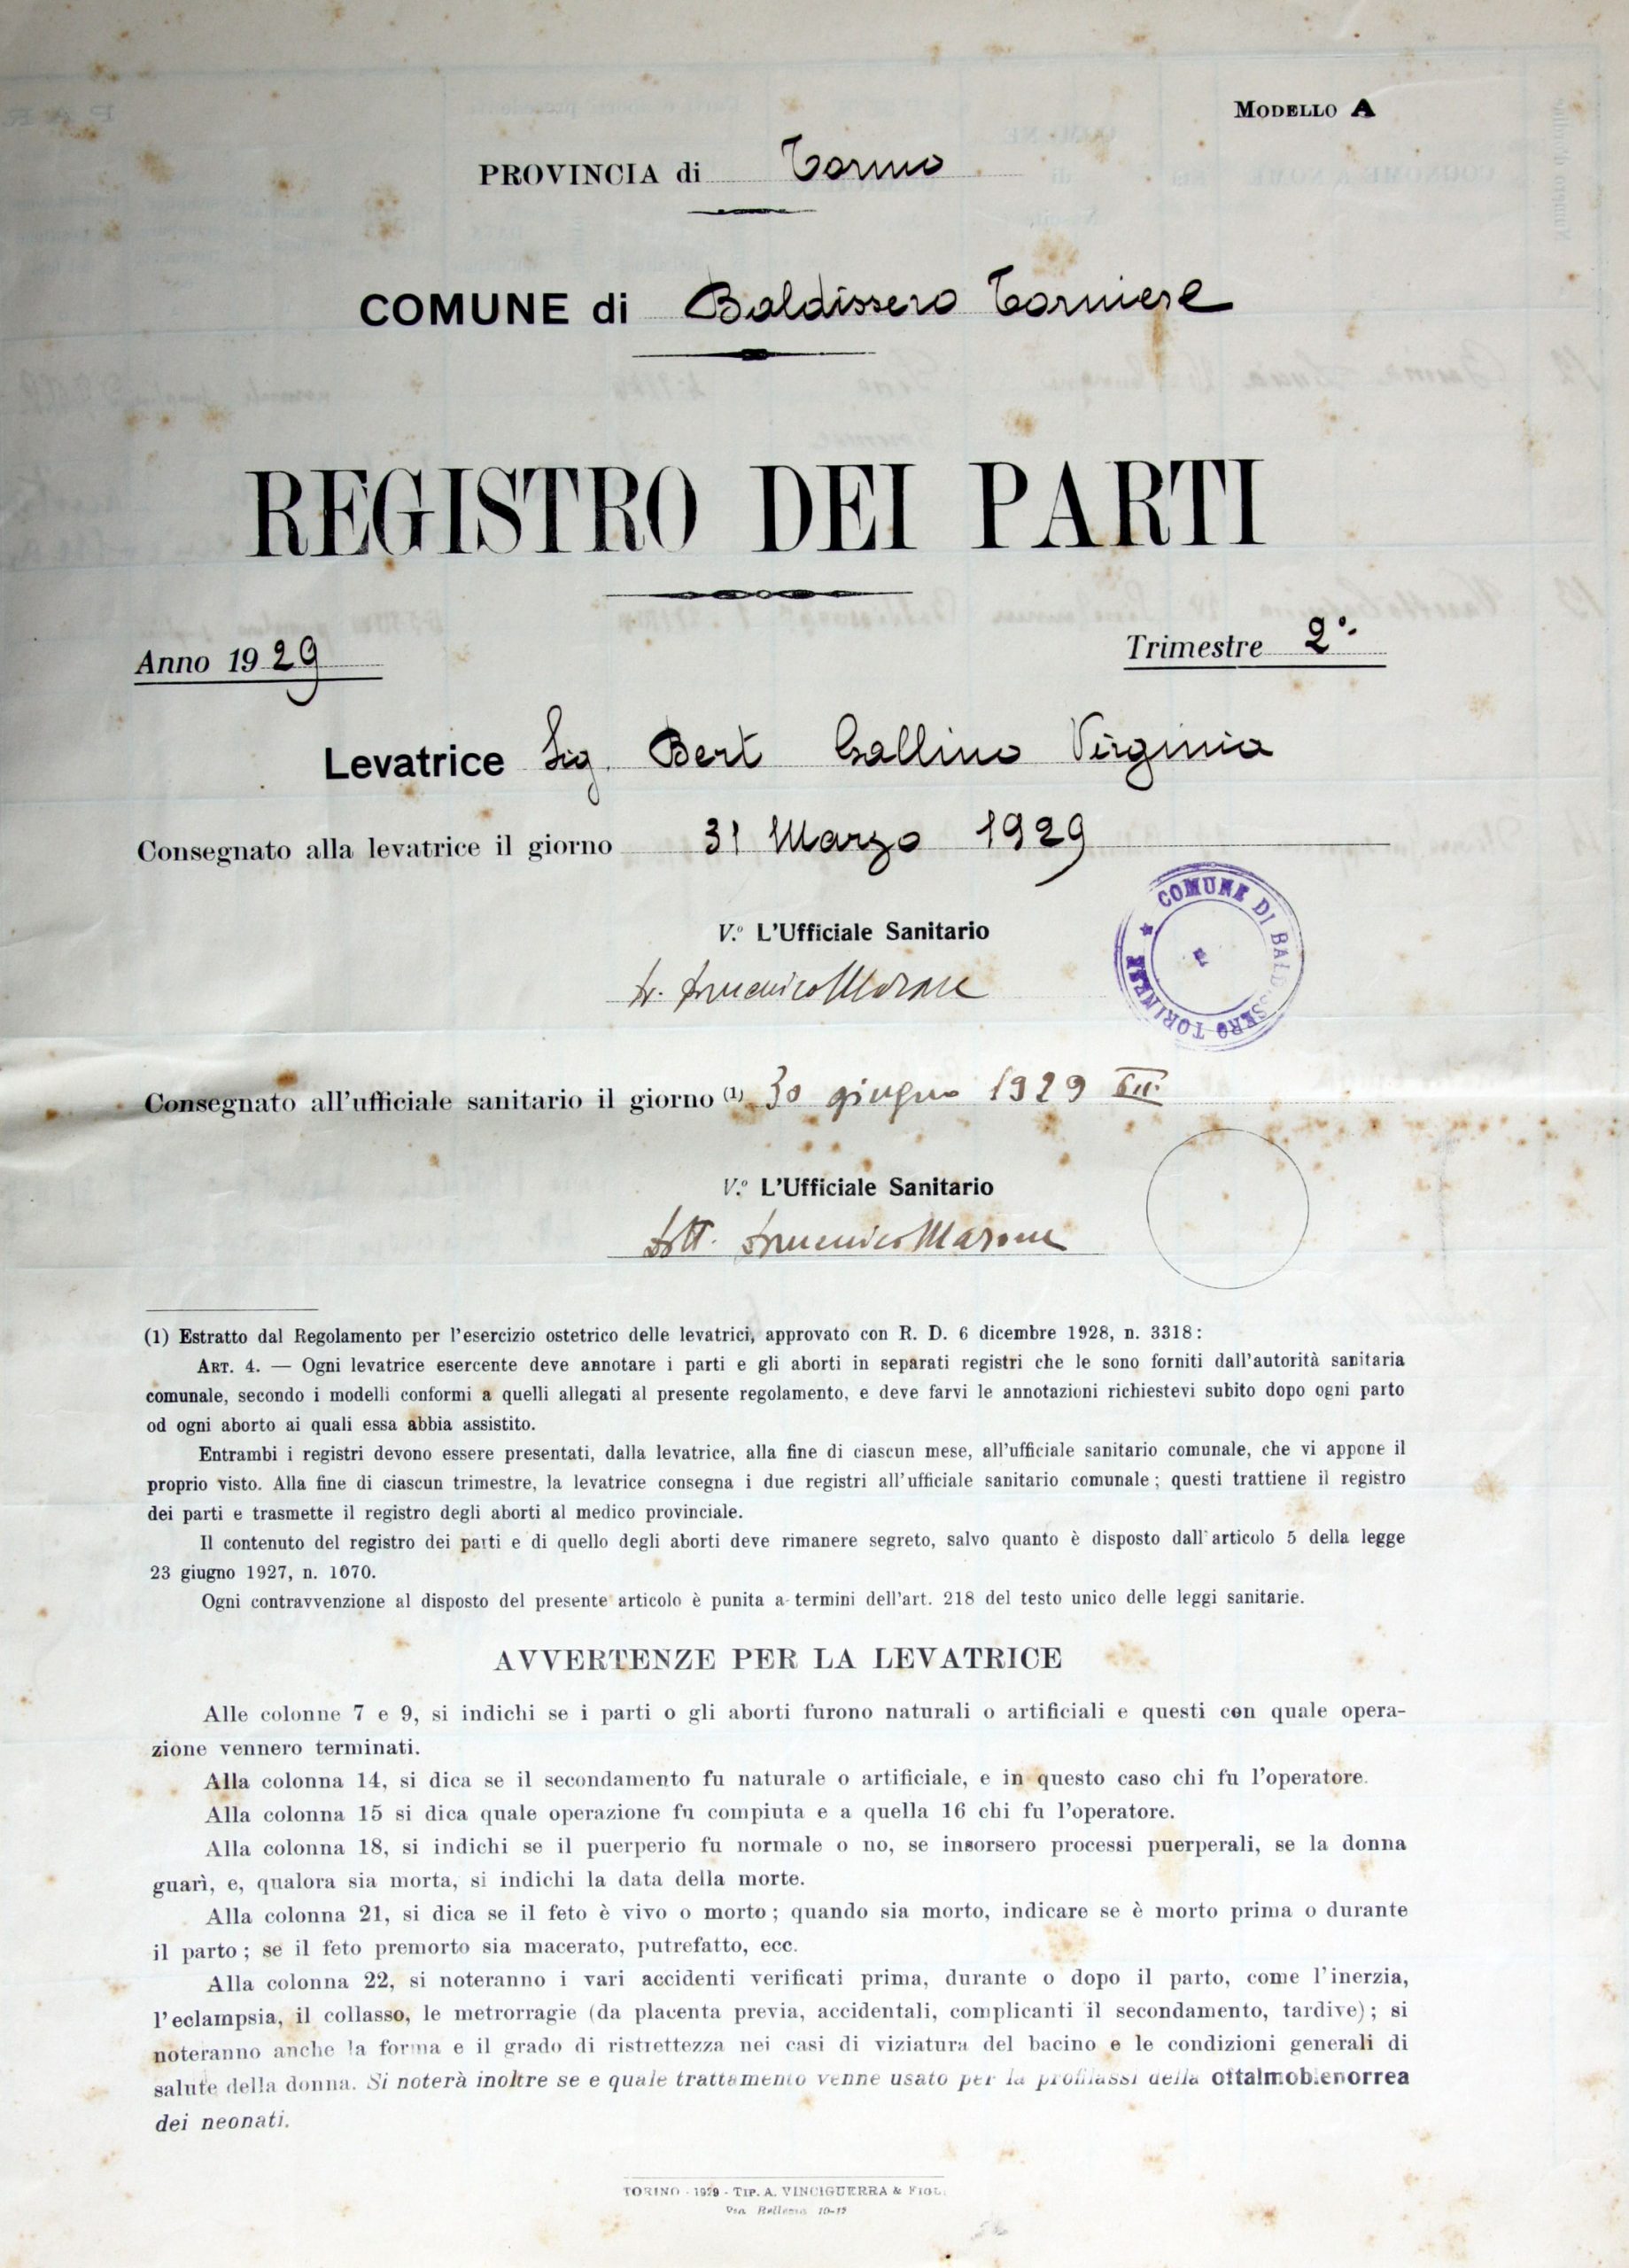 MODELLO A
PROVINCIA di Torino
COMUNE di Baldissero Torinese
REGISTRO DEI PARTI
Anno 1929 Trimestre 2°
Levatrice Sig. Bert Gallino Virginia
Consegnato alla levatrice il giorno 31 Marzo 1929
V.° L'Ufficiale Sanitario
Dr. Domenico Marone
COMUNE DI BALDISSERO TORINESE
Consegnato all'ufficiale sanitario il giorno (1) 30 giugno 1929 VII
V.° L'Ufficiale Sanitario
Dott. Domenico Marone
(1) Estratto dal Regolamento per l'esercizio ostetrico delle levatrici, approvato con R. D. 6 dicembre 1928, n. 3318:
ART. 4. — Ogni levatrice esercente deve annotare i parti e gli aborti in separati registri che le sono forniti dall'autorità sanitaria
comunale, secondo i modelli conformi a quelli allegati al presente regolamento, e deve farvi le annotazioni richiestevi subito dopo ogni parto
od ogni aborto ai quali essa abbia assistito.
Entrambi i registri devono essere presentati, dalla levatrice, alla fine di ciascun mese, all'ufficiale sanitario comunale, che vi appone il
proprio visto. Alla fine di ciascun trimestre, la levatrice consegna i due registri all'ufficiale sanitario comunale; questi trattiene il registro
dei parti e trasmette il registro degli aborti al medico provinciale.
Il contenuto del registro dei parti e di quello degli aborti deve rimanere segreto, salvo quanto è disposto dall'articolo 5 della legge
23 giugno 1927, n. 1070.
Ogni contravvenzione al disposto del presente articolo è punita a termini dell'art. 218 del testo unico delle leggi sanitarie.
AVVERTENZE PER LA LEVATRICE
Alle colonne 7 e 9, si indichi se i parti o gli aborti furono naturali o artificiali e questi con quale opera-
zione vennero terminati.
Alla colonna 14, si dica se il secondamento fu naturale o artificiale, e in questo caso chi fu l'operatore.
Alla colonna 15 si dica quale operazione fu compiuta e a quella 16 chi fu l'operatore.
Alla colonna 18, si indichi se il puerperio fu normale o no, se insorsero processi puerperali, se la donna
guarì, e, qualora sia morta, si indichi la data della morte.
Alla colonna 21, si dica se il feto è vivo o morto; quando sia morto, indicare se è morto prima o durante
il parto; se il feto premorto sia macerato, putrefatto, ecc.
Alla colonna 22, si noteranno i vari accidenti verificati prima, durante o dopo il parto, come l'inerzia,
l'eclampsia, il collasso, le metrorragie (da placenta previa, accidentali, complicanti il secondamento, tardive); si
noteranno anche la forma e il grado di ristrettezza nei casi di viziatura del bacino e le condizioni generali di
salute della donna. Si noterà inoltre se e quale trattamento venne usato per la profilassi della oftalmoblenorrea
dei neonati.
TORINO - 1929 - TIP. A. VINCIGUERRA & FIGLI
Via 10-12